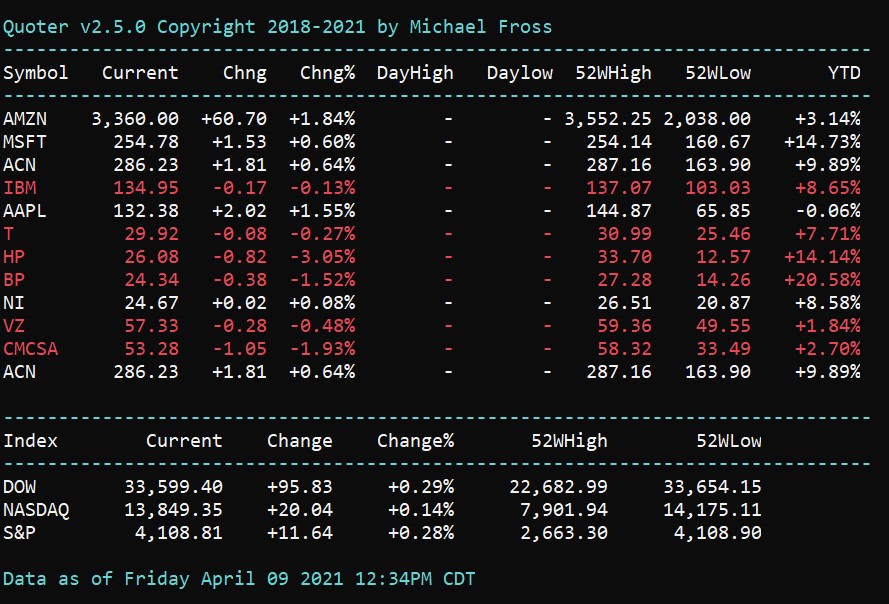 Quoter v2.5.0 Copyright 2018-2021 by Michael Fross
-------------------------------------------------------------------------------
Symbol   Current    Chng   Chng%  DayHigh   Daylow  52WHigh   52WLow       YTD
-------------------------------------------------------------------------------
AMZN    3,360.00  +60.70  +1.84%        -        - 3,552.25 2,038.00    +3.14%
MSFT      254.78   +1.53  +0.60%        -        -   254.14   160.67   +14.73%
ACN       286.23   +1.81  +0.64%        -        -   287.16   163.90    +9.89%
IBM       134.95   -0.17  -0.13%        -        -   137.07   103.03    +8.65%
AAPL      132.38   +2.02  +1.55%        -        -   144.87    65.85    -0.06%
T          29.92   -0.08  -0.27%        -        -    30.99    25.46    +7.71%
HP         26.08   -0.82  -3.05%        -        -    33.70    12.57   +14.14%
BP         24.34   -0.38  -1.52%        -        -    27.28    14.26   +20.58%
NI         24.67   +0.02  +0.08%        -        -    26.51    20.87    +8.58%
VZ         57.33   -0.28  -0.48%        -        -    59.36    49.55    +1.84%
CMCSA      53.28   -1.05  -1.93%        -        -    58.32    33.49    +2.70%
ACN       286.23   +1.81  +0.64%        -        -   287.16   163.90    +9.89%
-------------------------------------------------------------------------------
Index        Current    Change    Change%       52WHigh        52WLow
-------------------------------------------------------------------------------
DOW        33,599.40    +95.83     +0.29%     22,682.99     33,654.15
NASDAQ     13,849.35    +20.04     +0.14%      7,901.94     14,175.11
S&P         4,108.81    +11.64     +0.28%      2,663.30      4,108.90
Data as of Friday April 09 2021 12:34PM CDT